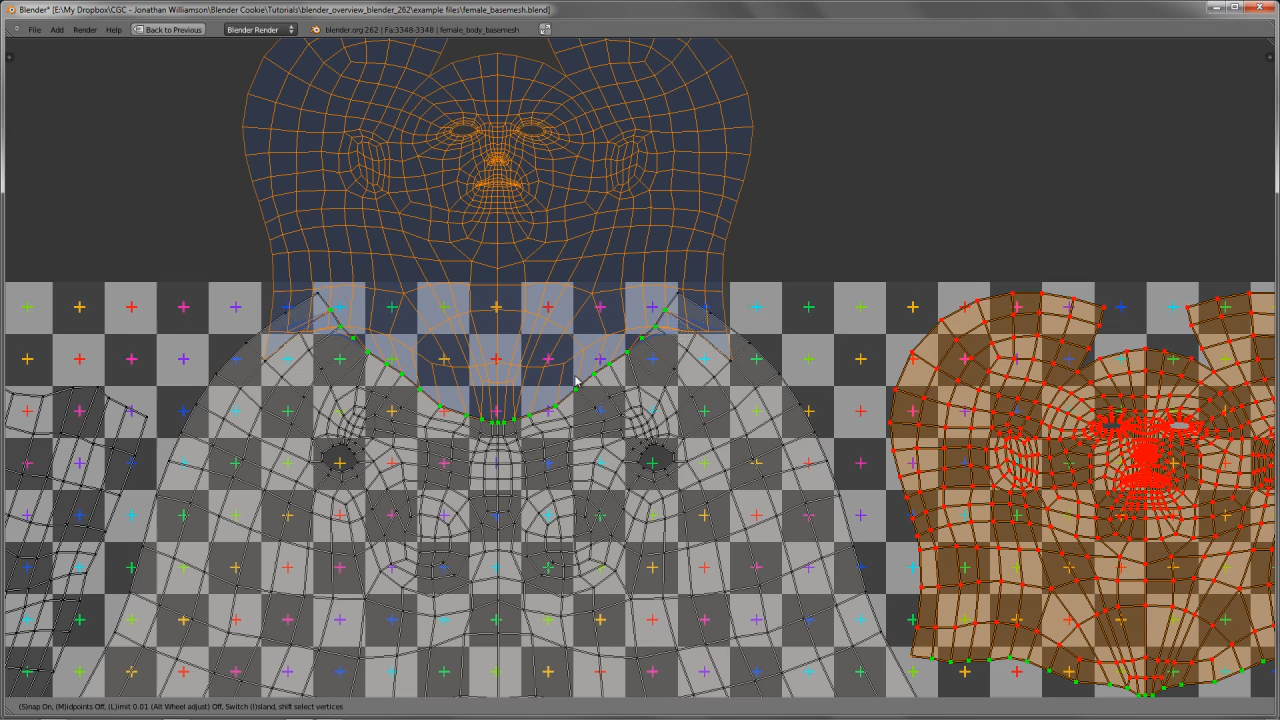 Blender* [E:\My Dropbox\CGC - Jonathan Williamson\Blender Cookie\Tutorials\blender_overview_blender_262\example files\female_basemesh.blend]
File Add Render Help Back to Previous Blender Render blender.org 262 | Fa:3348-3348 | female_body_basemesh
(S)nap On, (M)idpoints Off, (L)imit 0.01 (Alt Wheel adjust) Off, Switch (I)sland, shift select vertices